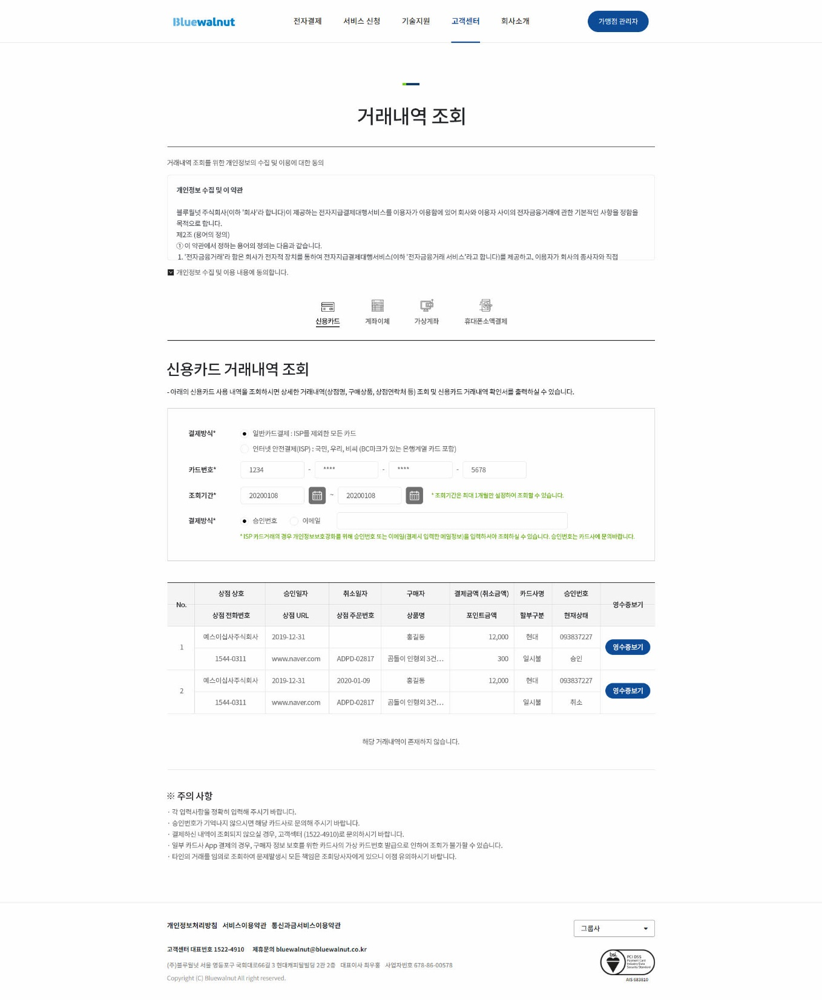 Bluewalnut
전자결제 서비스 신청 기술지원 고객센터 회사소개
가맹점 관리자
거래내역 조회
거래내역 조회를 위한 개인정보의 수집 및 이용에 대한 동의
개인정보 수집 및 이 약관
블루월넛 주식회사(이하 '회사'라 합니다)이 제공하는 전자지급결제대행서비스를 이용자가 이용함에 있어 회사와 이용자 사이의 전자금융거래에 관한 기본적인 사항을 정함을
목적으로 합니다.
제2조 (용어의 정의)
① 이 약관에서 정하는 용어의 정의는 다음과 같습니다.
1. '전자금융거래'라 함은 회사가 전자적 장치를 통하여 전자지급결제대행서비스(이하 '전자금융거래 서비스'라고 합니다)를 제공하고, 이용자가 회사의 종사자와 직접
개인정보 수집 및 이용 내용에 동의합니다.
신용카드 계좌이체 가상계좌 휴대폰소액결제
신용카드 거래내역 조회
- 아래의 신용카드 사용 내역을 조회하시면 상세한 거래내역(상점명, 구매상품, 상점연락처 등) 조회 및 신용카드 거래내역 확인서를 출력하실 수 있습니다.
결제방식* 일반카드결제 : ISP를 제외한 모든 카드
인터넷 안전결제(ISP) : 국민, 우리, 비씨 (BC마크가 있는 은행계열 카드 포함)
카드번호* 1234 - **** - **** - 5678
조회기간* 20200108 ~ 20200108 * 조회기간은 최대 1개월만 설정하여 조회할 수 있습니다.
결제방식* 승인번호 이메일
* ISP 카드거래의 경우 개인정보보호강화를 위해 승인번호 또는 이메일(결제시 입력한 메일정보)을 입력하셔야 조회하실 수 있습니다. 승인번호는 카드사에 문의바랍니다.
No. 상점 상호 승인일자 취소일자 구매자 결제금액 (취소금액) 카드사명 승인번호 영수증보기
상점 전화번호 상점 URL 상점 주문번호 상품명 포인트금액 할부구분 현재상태
1 예스이십사주식회사 2019-12-31 홍길동 12,000 현대 093837227 영수증보기
1544-0311 www.naver.com ADPD-02817 곰돌이 인형외 3건... 300 일시불 승인
2 예스이십사주식회사 2019-12-31 2020-01-09 홍길동 12,000 현대 093837227 영수증보기
1544-0311 www.naver.com ADPD-02817 곰돌이 인형외 3건... 일시불 취소
해당 거래내역이 존재하지 않습니다.
※ 주의 사항
· 각 입력사항을 정확히 입력해 주시기 바랍니다.
· 승인번호가 기억나지 않으시면 해당 카드사로 문의해 주시기 바랍니다.
· 결제하신 내역이 조회되지 않으실 경우, 고객센터 (1522-4910)로 문의하시기 바랍니다.
· 일부 카드사 App 결제의 경우, 구매자 정보 보호를 위한 카드사의 가상 카드번호 발급으로 인하여 조회가 불가할 수 있습니다.
· 타인의 거래를 임의로 조회하여 문제발생시 모든 책임은 조회당사자에게 있으니 이점 유의하시기 바랍니다.
개인정보처리방침 서비스이용약관 통신과금서비스이용약관
그룹사
고객센터 대표번호 1522-4910 제휴문의 bluewalnut@bluewalnut.co.kr
(주)블루월넛 서울 영등포구 국회대로66길 3 현대캐피탈빌딩 2관 2층 대표이사 최우홍 사업자번호 678-86-00578
Copyright (C) Bluewalnut All right reserved.
bsi.
PCI DSS
Payment Card
Industry Data
Security Standard
AIS 683810